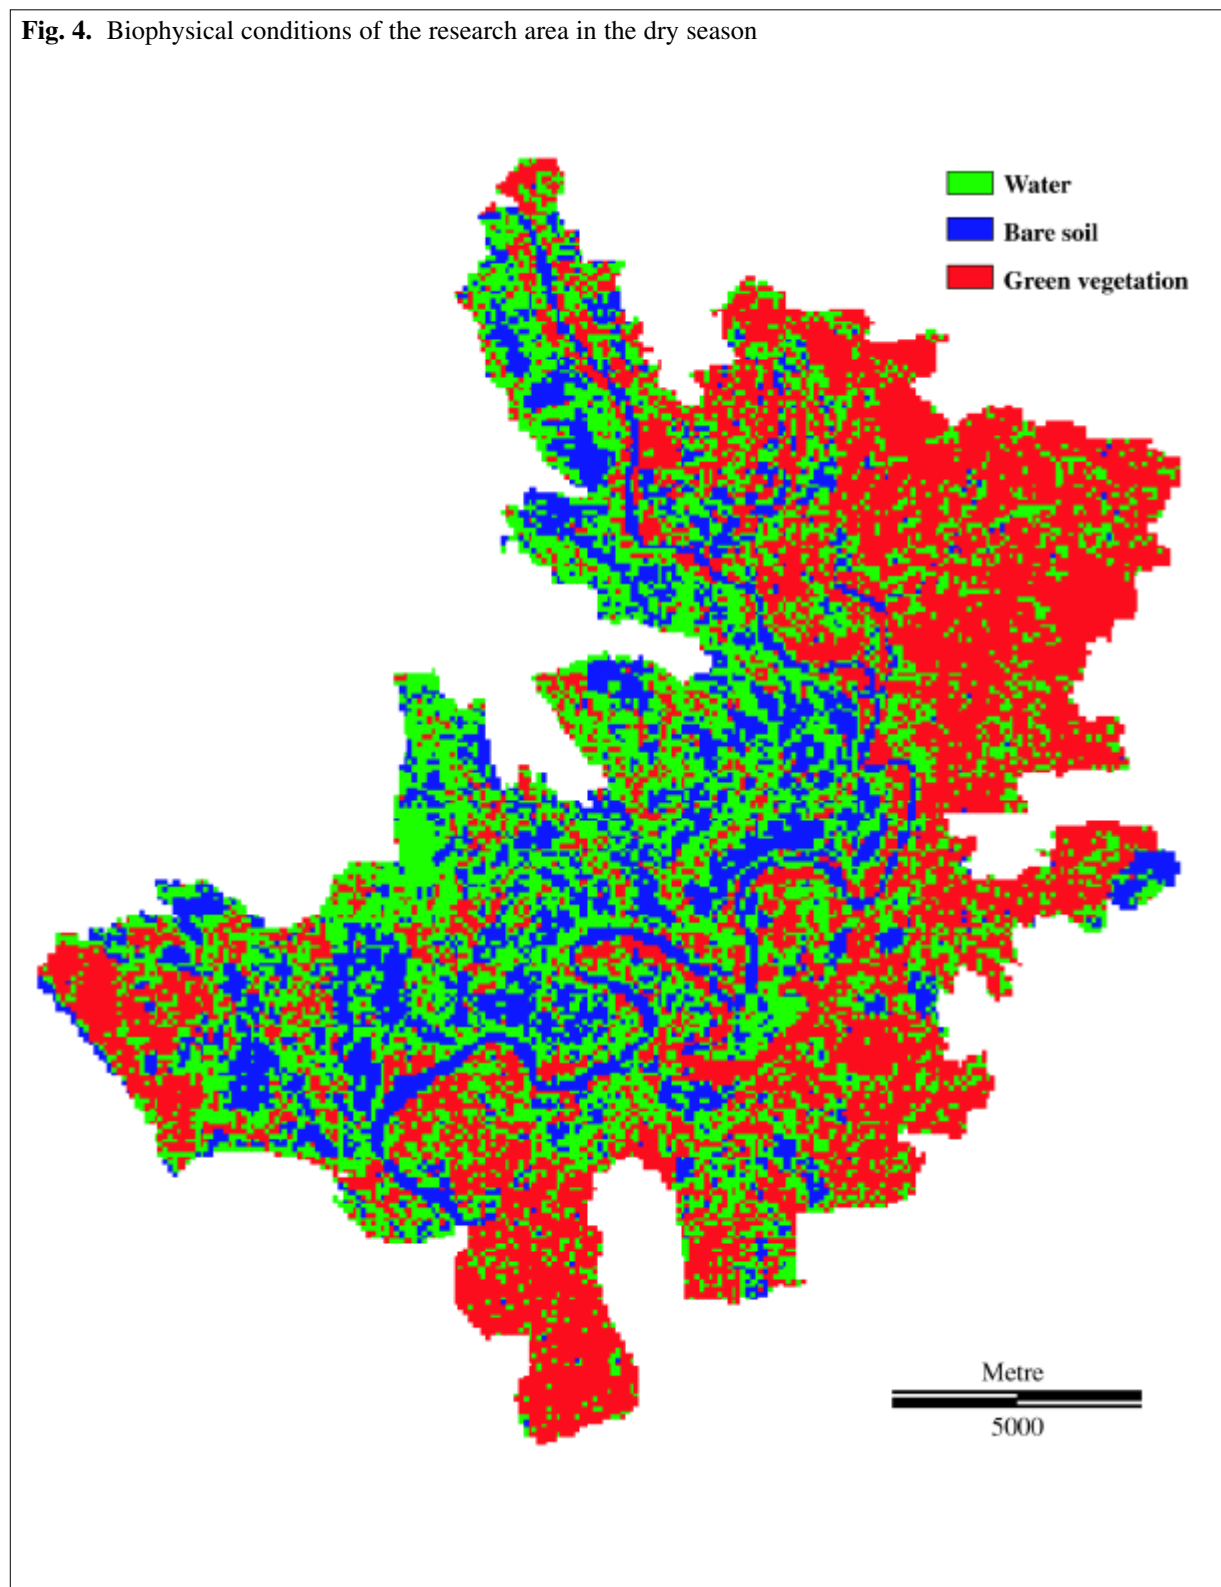 Fig. 4. Biophysical conditions of the research area in the dry season
Water
Bare soil
Green vegetation
Metre
5000